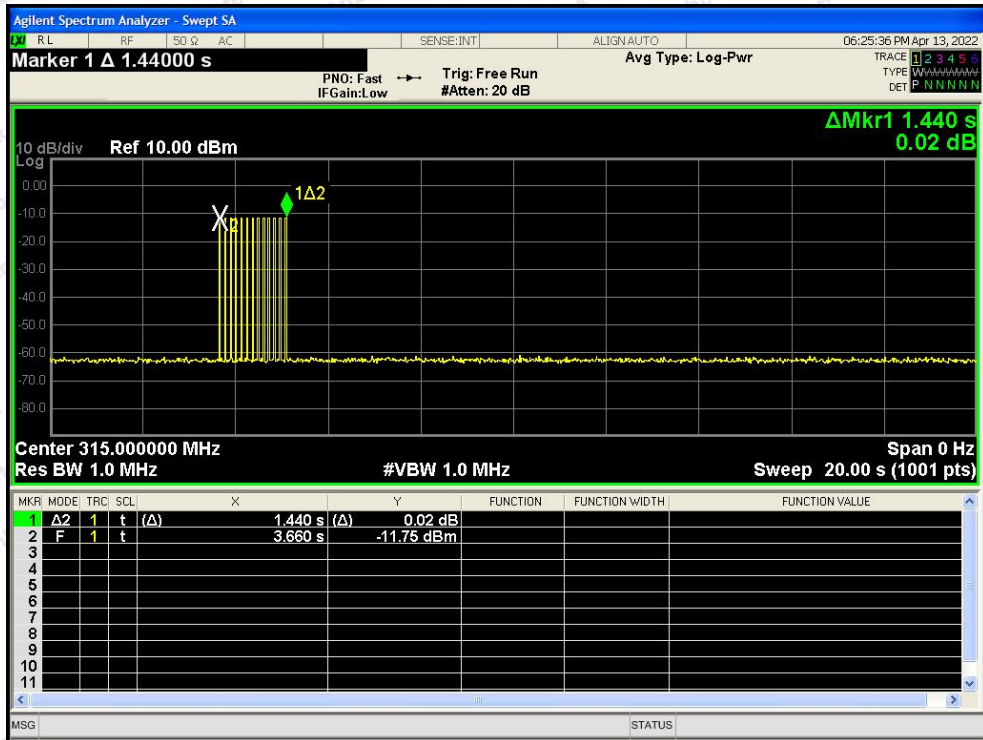 Agilent Spectrum Analyzer - Swept SA
LXI RL RF 50 Ω AC SENSE:INT ALIGN AUTO 06:25:36 PM Apr 13, 2022
Marker 1 Δ 1.44000 s
PNO: Fast
IFGain:Low
Trig: Free Run
#Atten: 20 dB
Avg Type: Log-Pwr
TRACE 1 2 3 4 5 6
TYPE W
DET P N N N N N
ΔMkr1 1.440 s
0.02 dB
10 dB/div Ref 10.00 dBm
Log
0.00
-10.0
-20.0
-30.0
-40.0
-50.0
-60.0
-70.0
-80.0
1Δ2
X2
Center 315.000000 MHz Span 0 Hz
Res BW 1.0 MHz #VBW 1.0 MHz Sweep 20.00 s (1001 pts)
MKR MODE TRC SCL X Y FUNCTION FUNCTION WIDTH FUNCTION VALUE
1 Δ2 1 t (Δ) 1.440 s (Δ) 0.02 dB
2 F 1 t 3.660 s -11.75 dBm
3
4
5
6
7
8
9
10
11
MSG STATUS